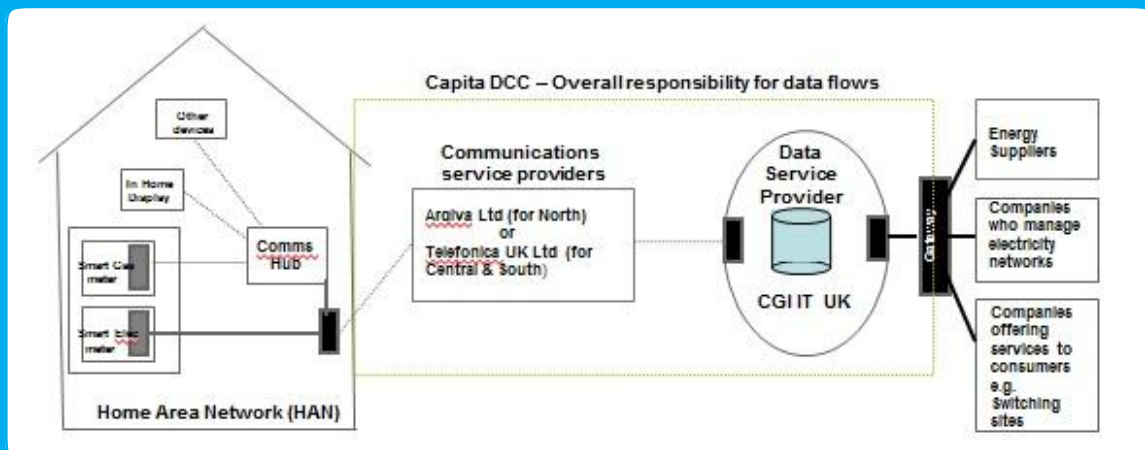 Capita DCC – Overall responsibility for data flows
Other
devices
In Home
Display
Comms
Hub
Smart Gas
meter
Smart Elec
meter
Home Area Network (HAN)
Communications
service providers
Arqiva Ltd (for North)
or
Telefonica UK Ltd (for
Central & South)
Data
Service
Provider
CGI IT UK
Gateway
Energy
Suppliers
Companies
who manage
electricity
networks
Companies
offering
services to
consumers
e.g.
Switching
sites